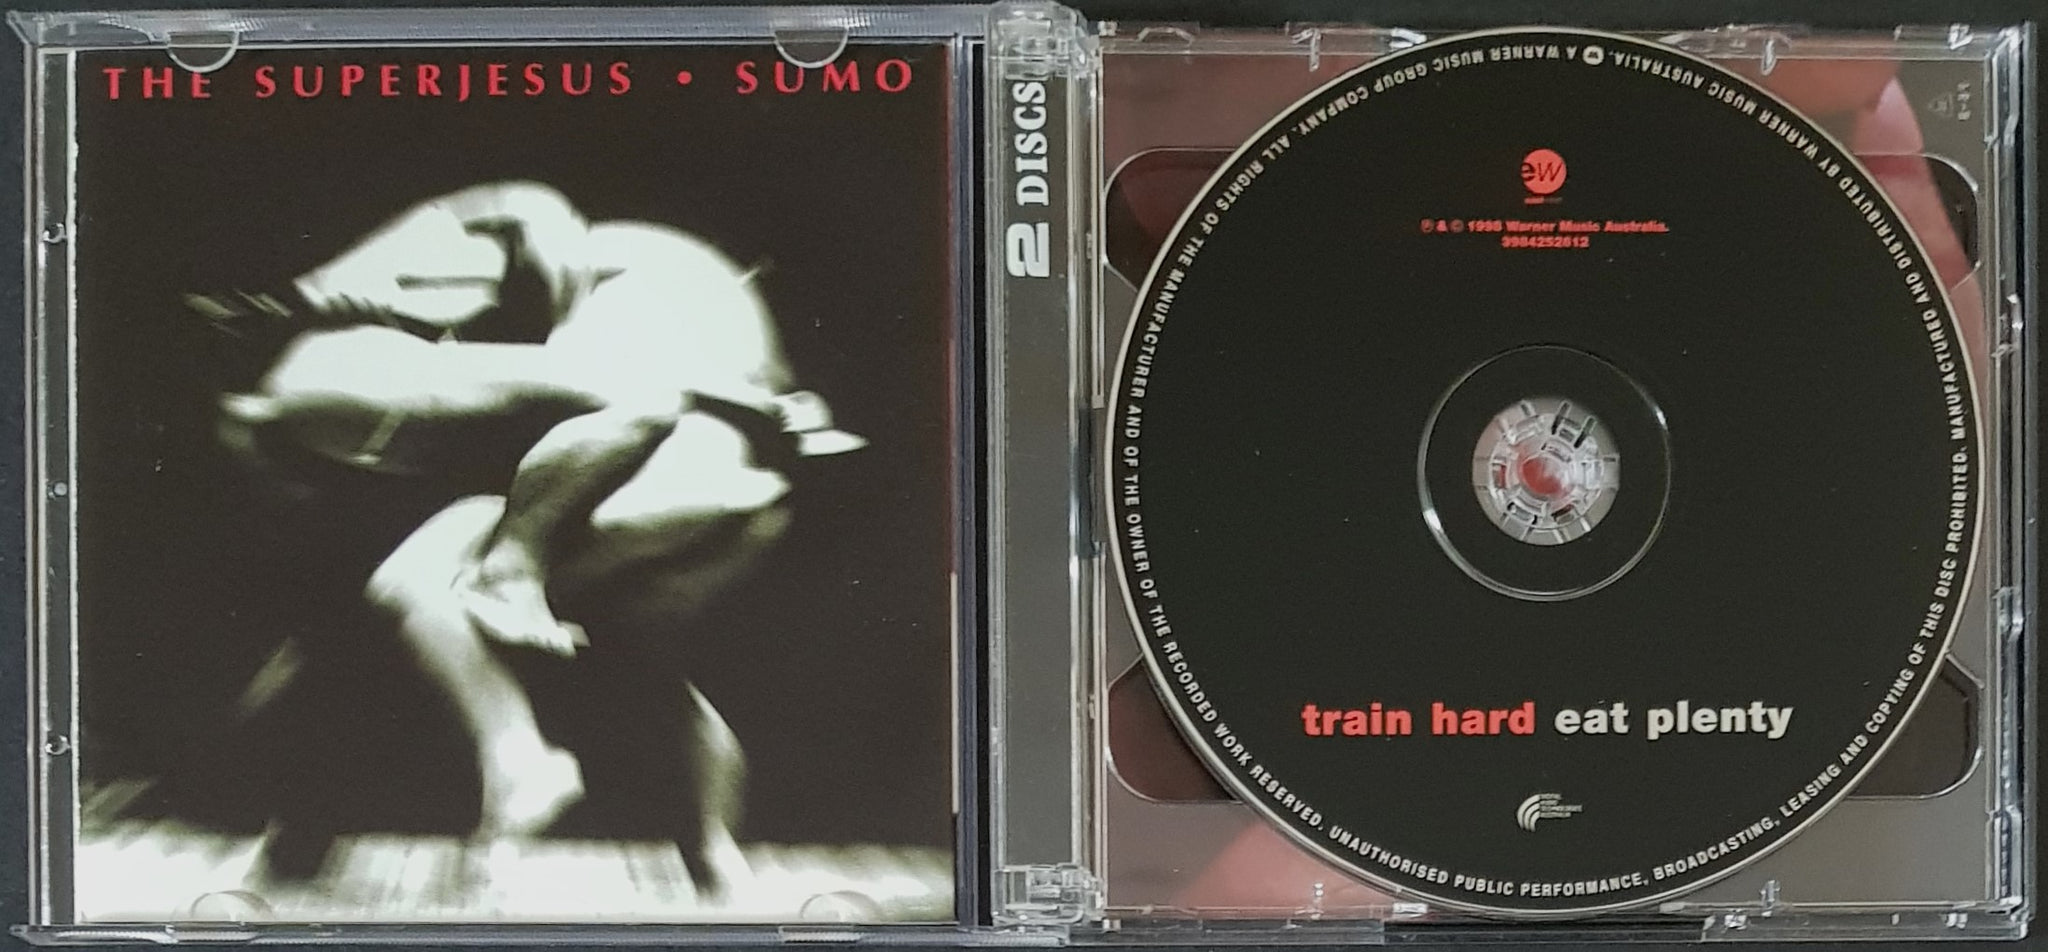 THE SUPERJESUS • SUMO
2 DISCS
ew
℗ & © 1998 Warner Music Australia.
3984252612
train hard eat plenty
MANUFACTURED AND DISTRIBUTED BY WARNER MUSIC AUSTRALIA. A WARNER MUSIC GROUP COMPANY. ALL RIGHTS OF THE MANUFACTURER AND OF THE OWNER OF THE RECORDED WORK RESERVED. UNAUTHORISED PUBLIC PERFORMANCE, BROADCASTING, LEASING AND COPYING OF THIS DISC PROHIBITED.